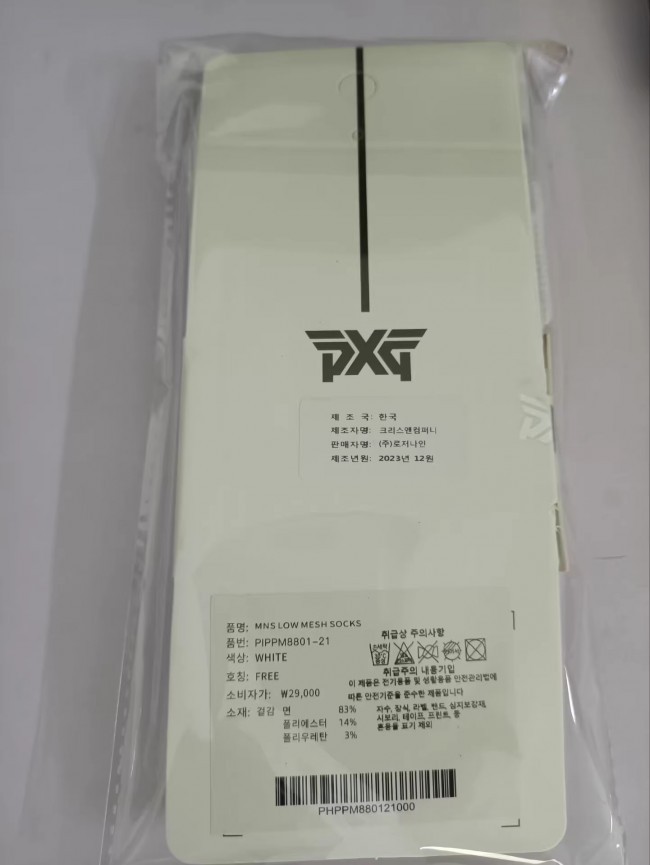 PXG
제 조 국: 한국
제조자명: 크리스앤컴퍼니
판매자명: (주)로저나인
제조년원: 2023년 12원
품명; MNS LOW MESH SOCKS
품번: PIPPM8801-21
색상: WHITE
호칭: FREE
소비자가: ₩29,000
소재: 겉감 면 83%
폴리에스터 14%
폴리우레탄 3%
취급상 주의사항
취급주의 내용기입
이 제품은 전기용품 및 생활용품 안전관리법에
따른 안전기준을 준수한 제품입니다
자수, 장식, 라벨, 밴드, 심지보강재,
시보리, 테이프, 프린트, 등
혼용율 표기 제외
PHPPM880121000